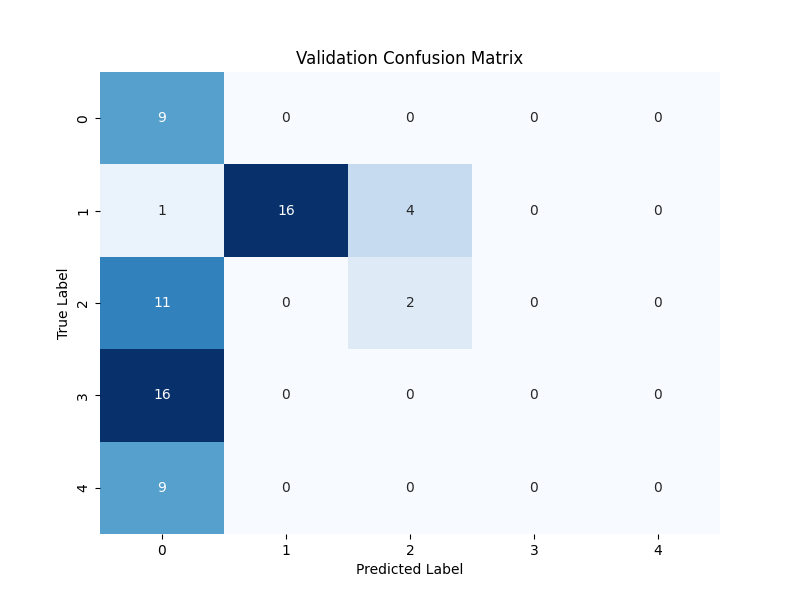 Validation Confusion Matrix
True Label
0 9 0 0 0 0
1 1 16 4 0 0
2 11 0 2 0 0
3 16 0 0 0 0
4 9 0 0 0 0
0 1 2 3 4
Predicted Label